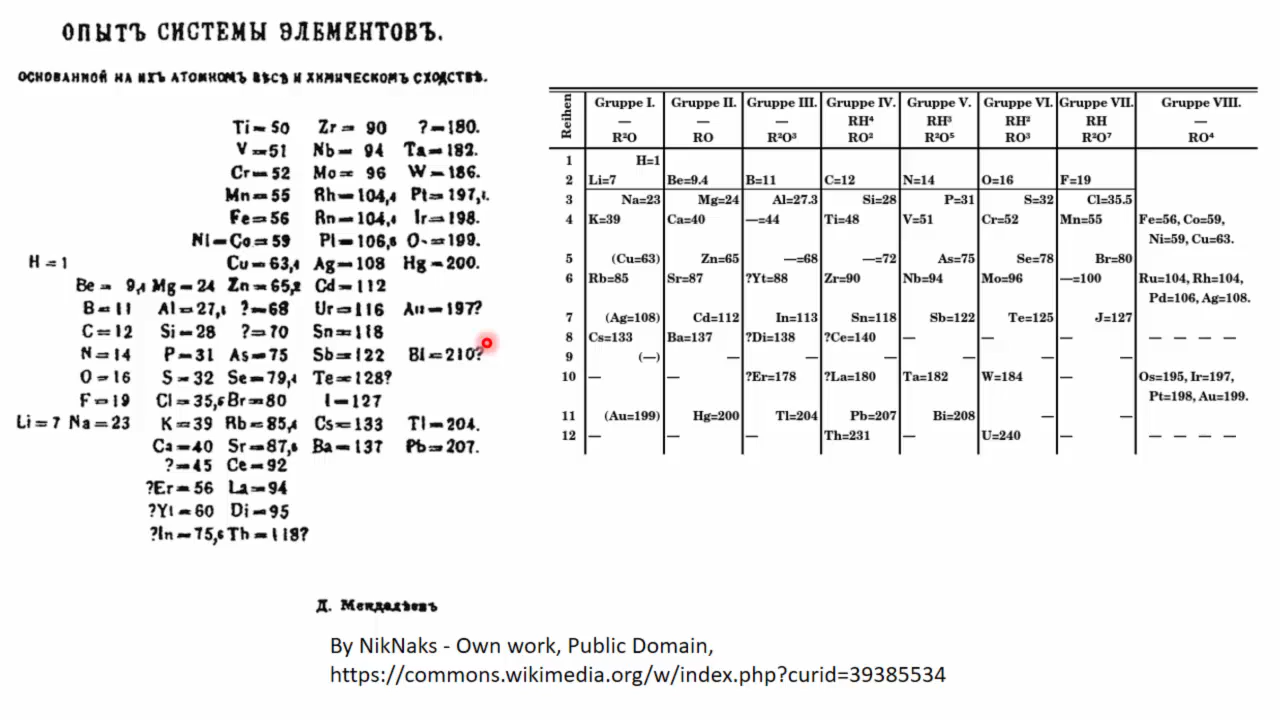 ОПЫТЪ СИСТЕМЫ ЭЛЕМЕНТОВЪ.
ОСНОВАННОЙ НА ИХЪ АТОМНОМЪ ВѢСѢ И ХИМИЧЕСКОМЪ СХОДСТВѢ.
Ti=50 Zr=90 ?=180.
V=51 Nb=94 Ta=182.
Cr=52 Mo=96 W=186.
Mn=55 Rh=104,4 Pt=197,1.
Fe=56 Rn=104,4 Ir=198.
Ni=Co=59 Pl=106,6 O-=199.
H=1 Cu=63,4 Ag=108 Hg=200.
Be=9,4 Mg=24 Zn=65,2 Cd=112
B=11 Al=27,1 ?=68 Ur=116 Au=197?
C=12 Si=28 ?=70 Sn=118
N=14 P=31 As=75 Sb=122 Bi=210?
O=16 S=32 Se=79,4 Te=128?
F=19 Cl=35,5 Br=80 I=127
Li=7 Na=23 K=39 Rb=85,4 Cs=133 Tl=204.
Ca=40 Sr=87,6 Ba=137 Pb=207.
?=45 Ce=92
?Er=56 La=94
?Yt=60 Di=95
?In=75,6 Th=118?
Д. Менделѣевъ
Reihen Gruppe I. Gruppe II. Gruppe III. Gruppe IV. Gruppe V. Gruppe VI. Gruppe VII. Gruppe VIII.
— — — RH⁴ RH³ RH² RH —
R²O RO R²O³ RO² R²O⁵ RO³ R²O⁷ RO⁴
1 H=1
2 Li=7 Be=9.4 B=11 C=12 N=14 O=16 F=19
3 Na=23 Mg=24 Al=27.3 Si=28 P=31 S=32 Cl=35.5
4 K=39 Ca=40 —=44 Ti=48 V=51 Cr=52 Mn=55 Fe=56, Co=59,
Ni=59, Cu=63.
5 (Cu=63) Zn=65 —=68 —=72 As=75 Se=78 Br=80
6 Rb=85 Sr=87 ?Yt=88 Zr=90 Nb=94 Mo=96 —=100 Ru=104, Rh=104,
Pd=106, Ag=108.
7 (Ag=108) Cd=112 In=113 Sn=118 Sb=122 Te=125 J=127
8 Cs=133 Ba=137 ?Di=138 ?Ce=140 — — — — — — —
9 (—) — — — — — —
10 — — ?Er=178 ?La=180 Ta=182 W=184 — Os=195, Ir=197,
Pt=198, Au=199.
11 (Au=199) Hg=200 Tl=204 Pb=207 Bi=208 — —
12 — — — Th=231 — U=240 — — — — —
By NikNaks - Own work, Public Domain,
https://commons.wikimedia.org/w/index.php?curid=39385534